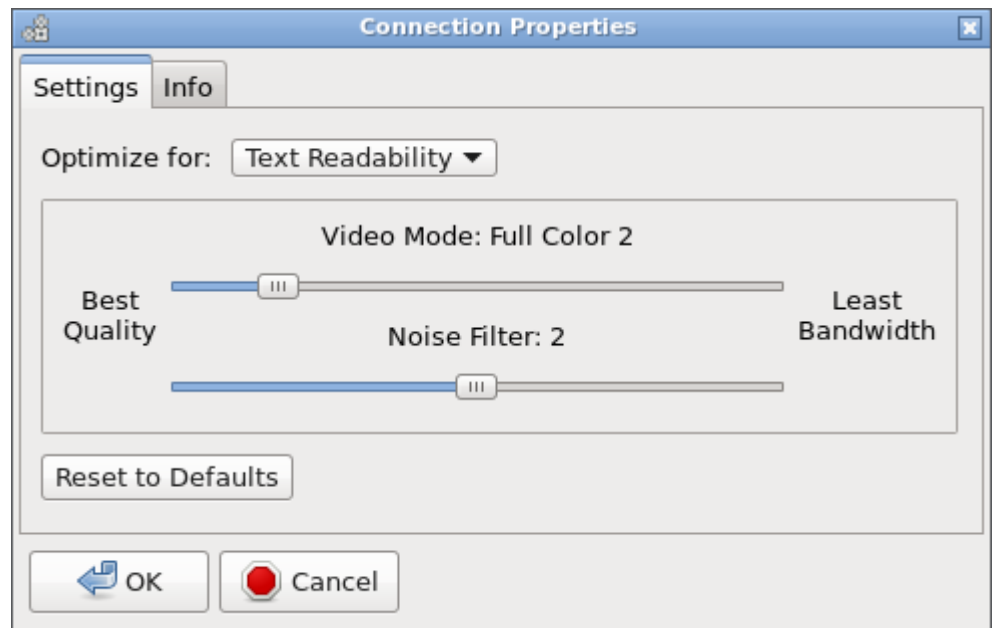 Connection Properties
Settings Info
Optimize for: Text Readability
Video Mode: Full Color 2
Best
Quality
Least
Bandwidth
Noise Filter: 2
Reset to Defaults
OK Cancel